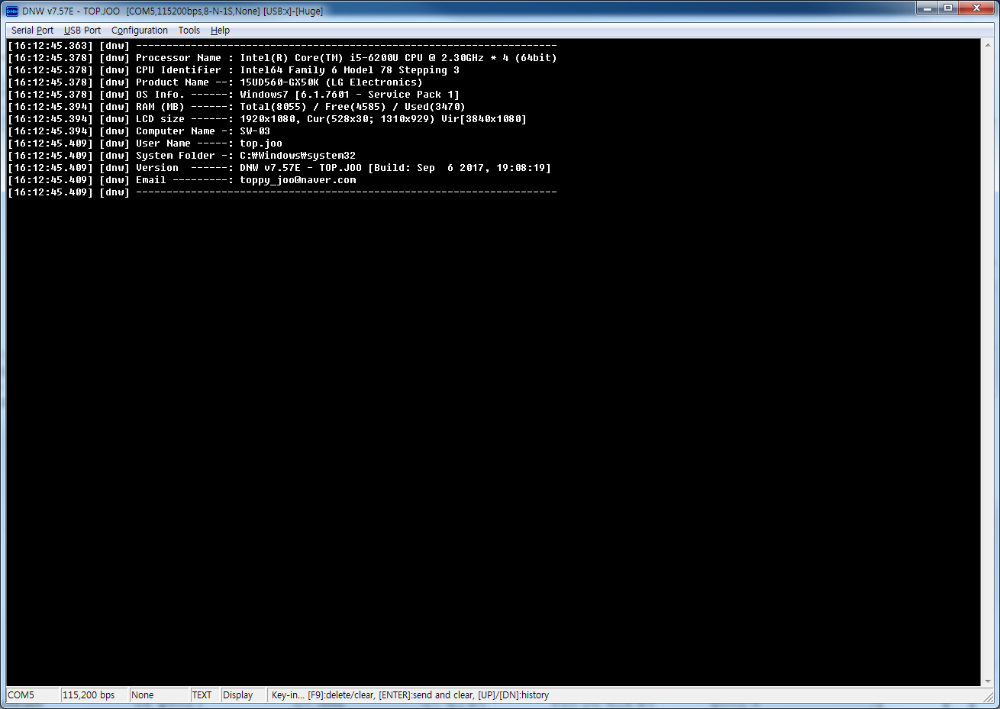 DNW v7.57E - TOP.JOO [COM5,115200bps,8-N-1S,None] [USB:x]-[Huge]
Serial Port USB Port Configuration Tools Help
[16:12:45.363] [dnw] ---------------------------------------------------------------------
[16:12:45.378] [dnw] Processor Name : Intel(R) Core(TM) i5-6200U CPU @ 2.30GHz * 4 (64bit)
[16:12:45.378] [dnw] CPU Identifier : Intel64 Family 6 Model 78 Stepping 3
[16:12:45.378] [dnw] Product Name --: 15UD560-GX50K (LG Electronics)
[16:12:45.378] [dnw] OS Info. ------: Windows7 [6.1.7601 - Service Pack 1]
[16:12:45.394] [dnw] RAM (MB) ------: Total(8055) / Free(4585) / Used(3470)
[16:12:45.394] [dnw] LCD size ------: 1920x1080, Cur(528x30; 1310x929) Vir[3840x1080]
[16:12:45.394] [dnw] Computer Name -: SW-03
[16:12:45.409] [dnw] User Name -----: top.joo
[16:12:45.409] [dnw] System Folder -: C:₩Windows₩system32
[16:12:45.409] [dnw] Version  ------: DNW v7.57E - TOP.JOO [Build: Sep  6 2017, 19:08:19]
[16:12:45.409] [dnw] Email ---------: toppy_joo@naver.com
[16:12:45.409] [dnw] ---------------------------------------------------------------------
COM5 115,200 bps None TEXT Display Key-in... [F9]:delete/clear, [ENTER]:send and clear, [UP]/[DN]:history